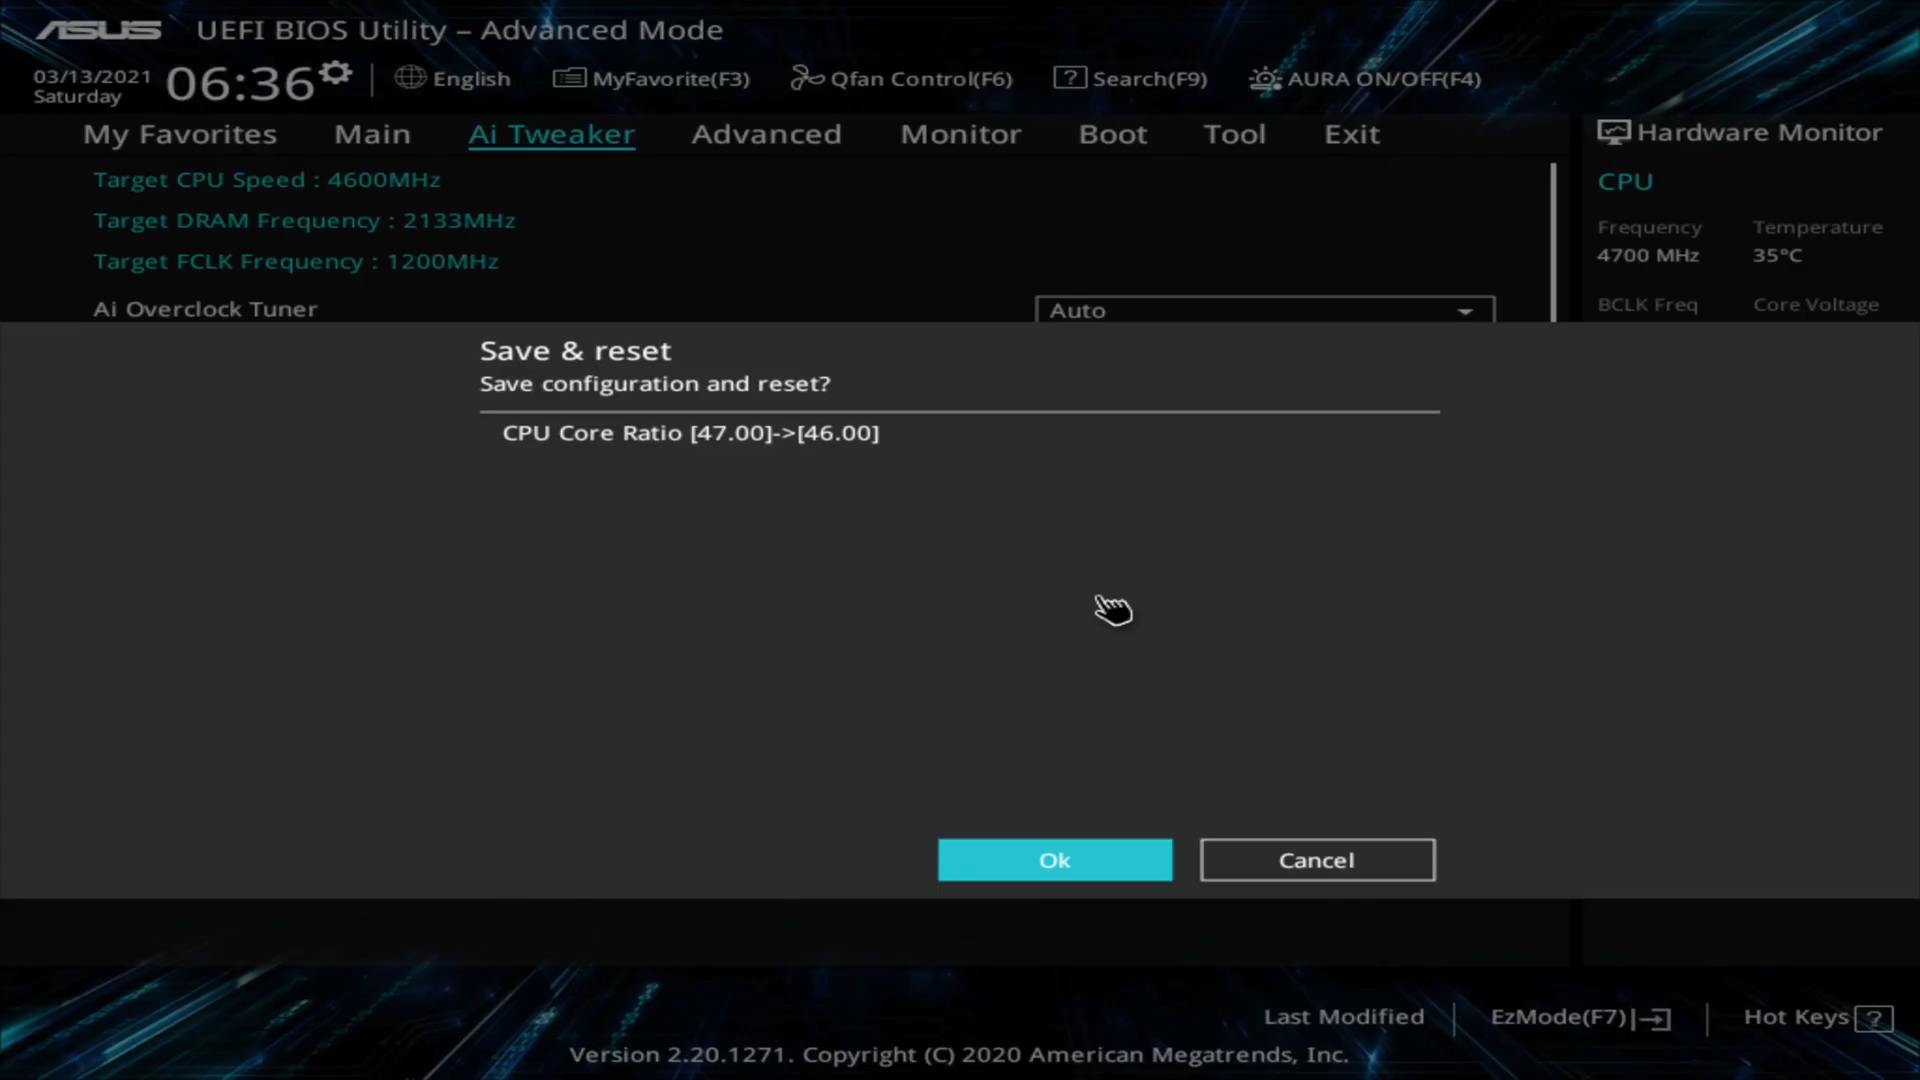 ASUS UEFI BIOS Utility – Advanced Mode
03/13/2021
Saturday
06:36
English
MyFavorite(F3)
Qfan Control(F6)
? Search(F9)
AURA ON/OFF(F4)
My Favorites Main Ai Tweaker Advanced Monitor Boot Tool Exit
Hardware Monitor
Target CPU Speed : 4600MHz
Target DRAM Frequency : 2133MHz
Target FCLK Frequency : 1200MHz
Ai Overclock Tuner Auto
CPU
Frequency Temperature
4700 MHz 35°C
BCLK Freq Core Voltage
Save & reset
Save configuration and reset?
CPU Core Ratio [47.00]->[46.00]
Ok Cancel
Last Modified EzMode(F7) Hot Keys ?
Version 2.20.1271. Copyright (C) 2020 American Megatrends, Inc.